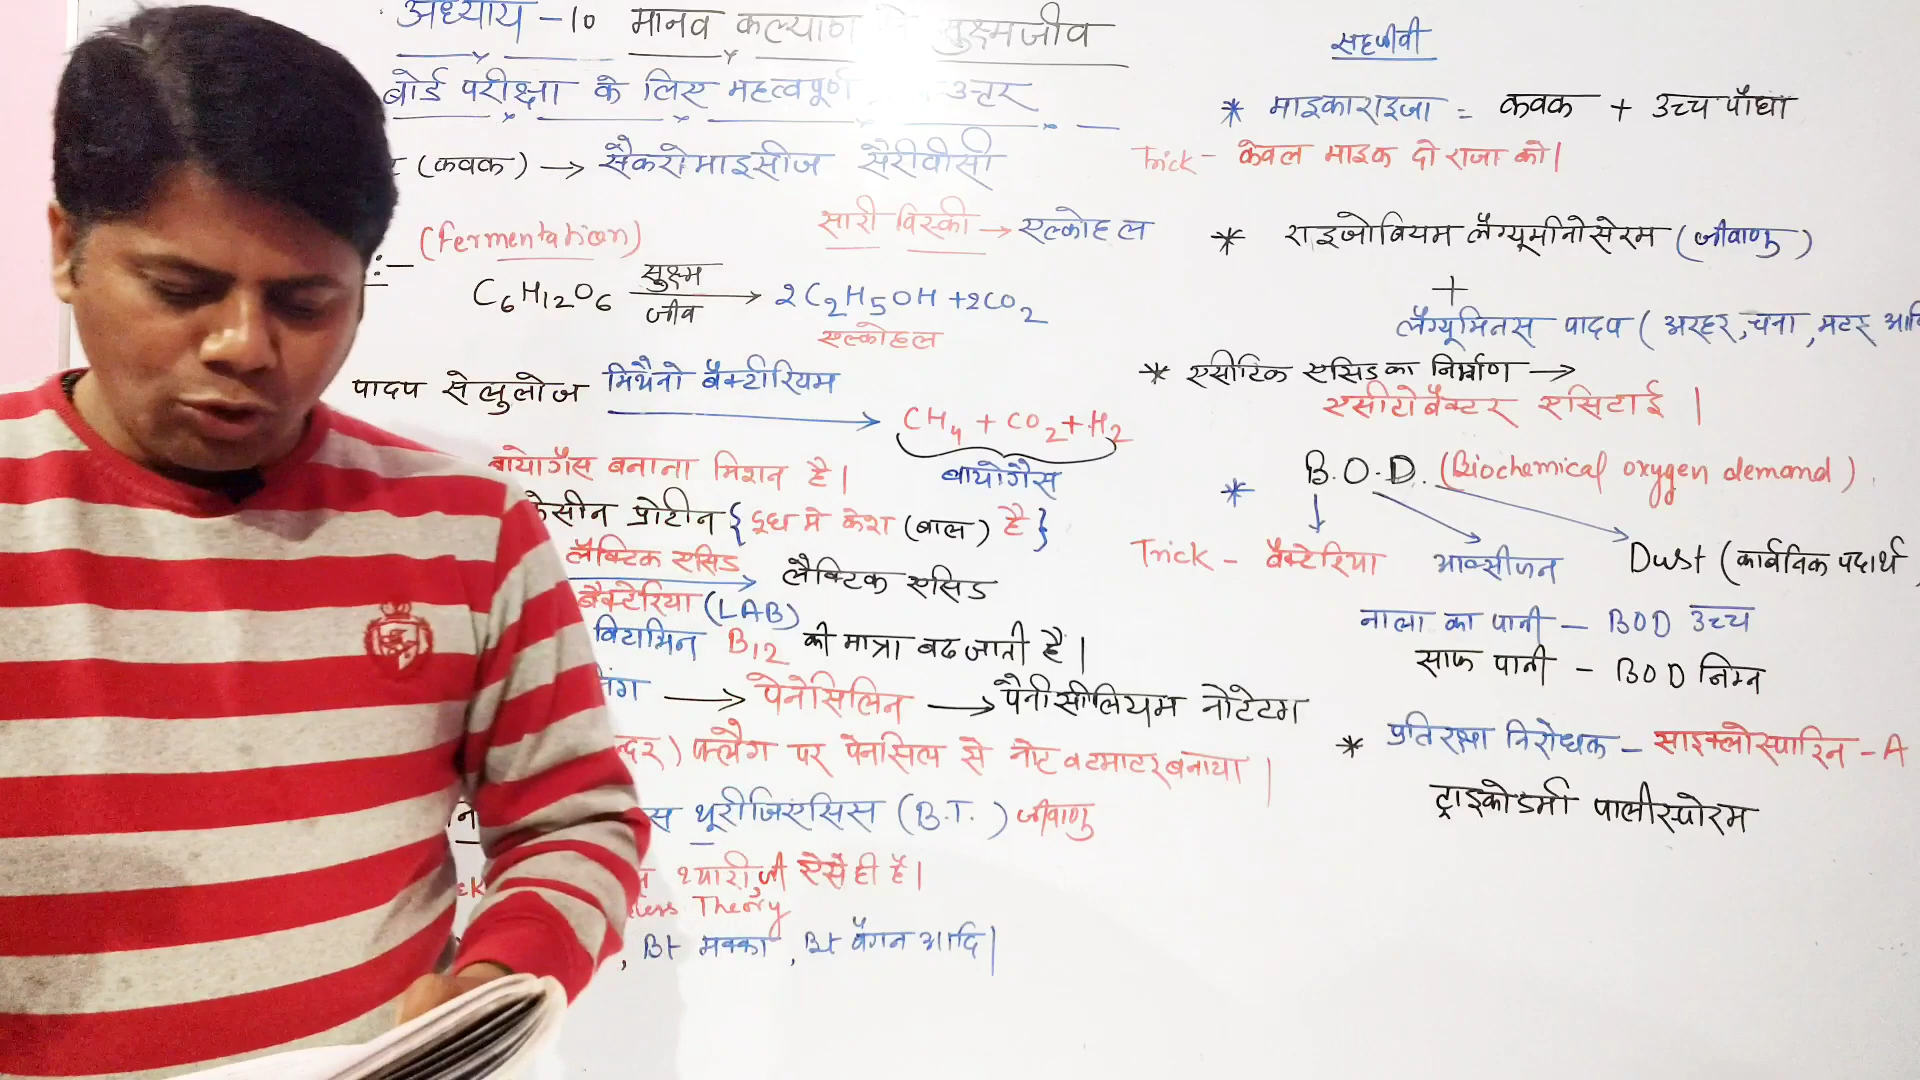 अध्याय - 10 मानव कल्याण सुक्ष्मजीव
बोर्ड परीक्षा के लिए महत्वपूर्ण उत्तर
(कवक) → सैकरोमाइसीज सैरीवीसी
सारी विस्की → एल्कोहल
(Fermentation)
:-
C6H12O6 सुक्ष्म जीव → 2C2H5OH + 2CO2
एल्कोहल
पादप सेलुलोज मिथैनो बैक्टीरियम → CH4 + CO2 + H2
बायोगैस
बायोगैस बनाना मिशन है।
केसीन प्रोटीन { दूध मे केश (बाल) है }
लैक्टिक एसिड बैक्टेरिया (LAB) → लैक्टिक एसिड
विटामिन B12 की मात्रा बढ जाती है।
→ पेनेसिलिन → पैनीसीलियम नोटेटम
फ्लैग पर पेनसिल से नोट व टमाटर बनाया।
थूरीजिएंसिस (B.T.) जीवाणु
ऐसे ही है।
Theory
, Bt मक्का, Bt बैंगन आदि।
सहजीवी
* माइकाराइजा = कवक + उच्च पौधा
Trick - केवल माइक दो राजा को।
* राइजोबियम लैग्यूमीनोसेरम (जीवाणु)
+
लैग्यूमिनस पादप (अरहर, चना, मटर
* एसीटिक एसिड का निर्माण →
एसीटोबैक्टर एसिटाई।
* B.O.D. (Biochemical oxygen demand)
Trick - बैक्टेरिया आक्सीजन Dust (कार्बनिक पदार्थ
नाला का पानी - BOD उच्च
साफ पानी - BOD निम्न
* प्रतिरक्षा निरोधक - साइक्लोस्पारिन - A
ट्राइकोडर्मा पालीस्पोरम